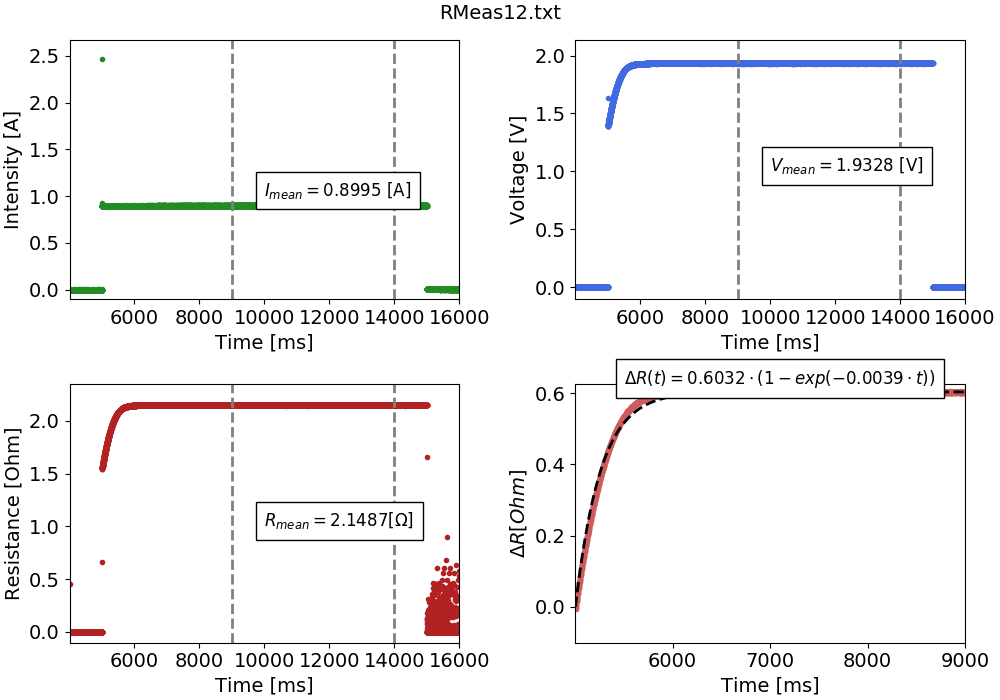 RMeas12.txt
Intensity [A]
2.5
2.0
1.5
1.0
0.5
0.0
I_mean = 0.8995 [A]
6000 8000 10000 12000 14000 16000
Time [ms]
Voltage [V]
2.0
1.5
1.0
0.5
0.0
V_mean = 1.9328 [V]
6000 8000 10000 12000 14000 16000
Time [ms]
Resistance [Ohm]
2.0
1.5
1.0
0.5
0.0
R_mean = 2.1487[Ω]
6000 8000 10000 12000 14000 16000
Time [ms]
ΔR[Ohm]
0.6
0.4
0.2
0.0
ΔR(t) = 0.6032 · (1 − exp(−0.0039 · t))
6000 7000 8000 9000
Time [ms]